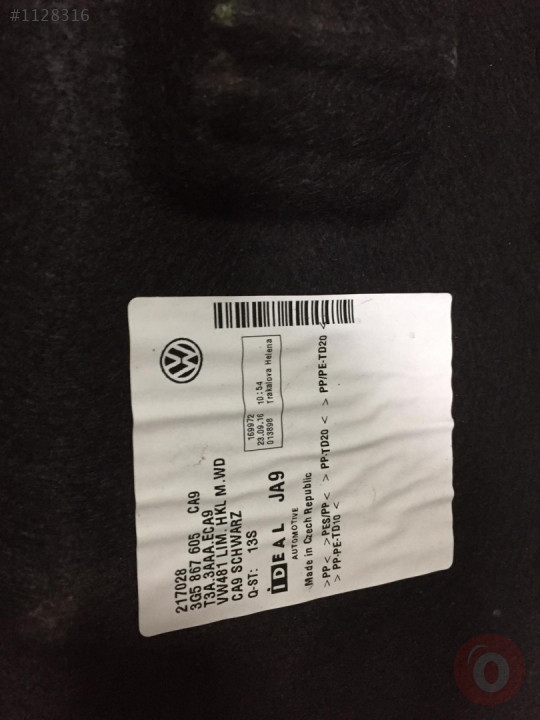 #1128316
VW
169972
23.09.16 10:54
013898 Trakalova Helena
217028
3G5 867 605 CA9
T3A.3AAA.ECA9
VW481 LIM.HKL M.WD
CA9 SCHWARZ
Q-ST: 13S
IDEAL JA9
AUTOMOTIVE
Made in Czech Republic
>PP< >PES/PP< > PP-TD20 < > PP/PE-TD20 <
> PP-PE-TD10 <